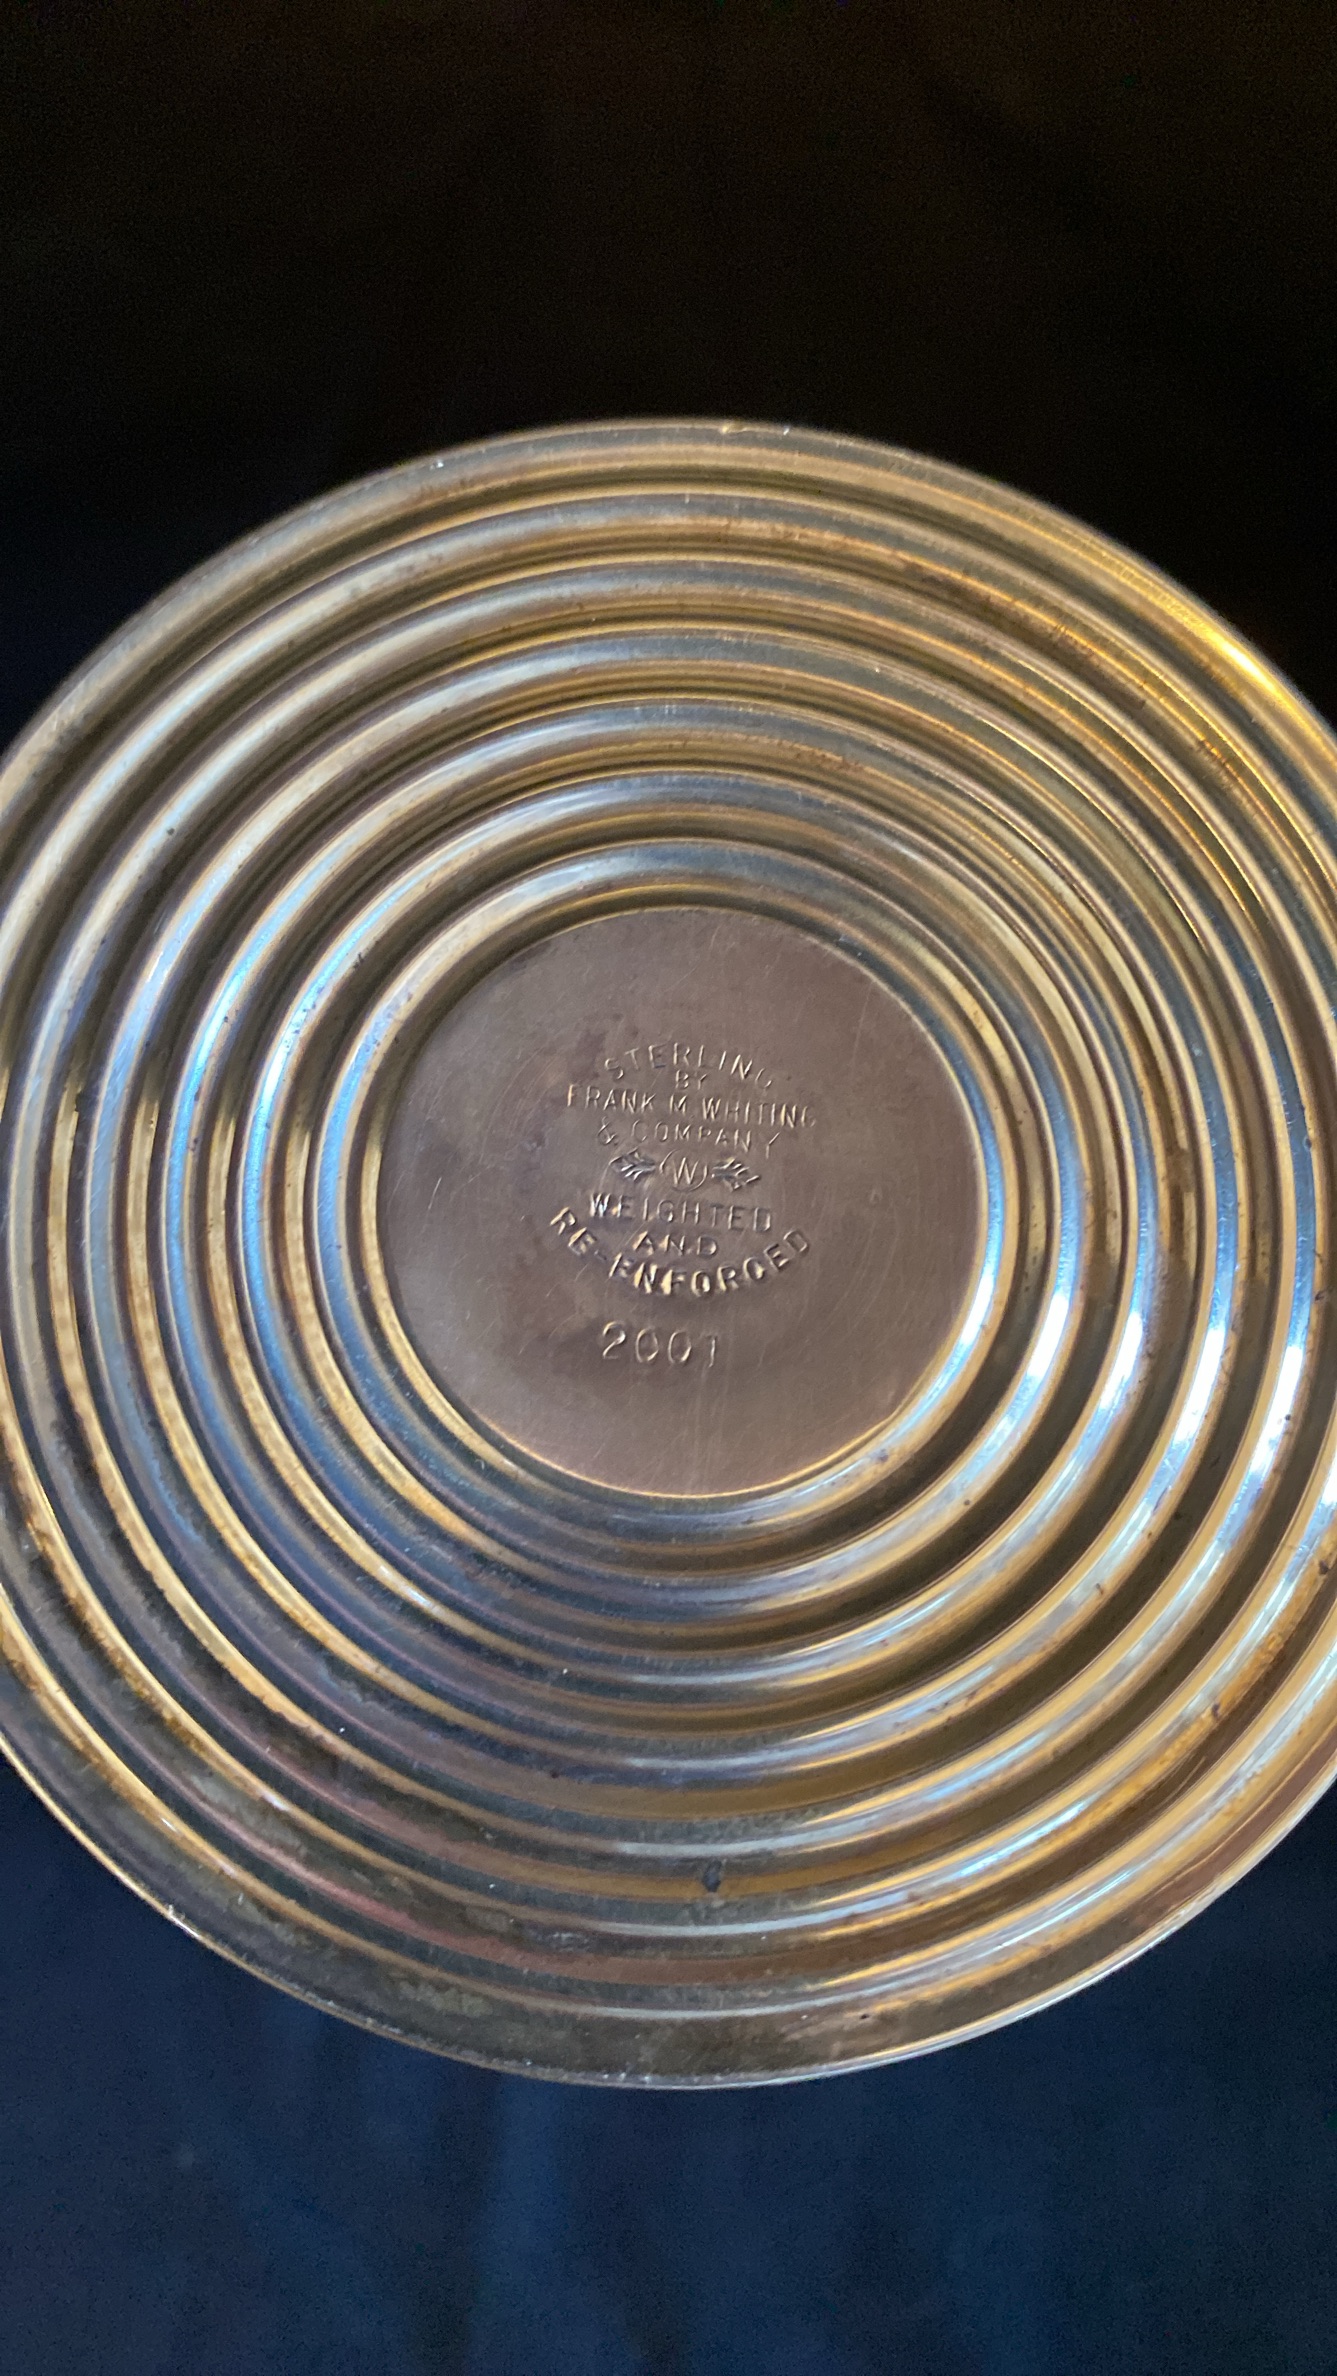 STERLING
BY
FRANK M. WHITING
& COMPANY
W
WEIGHTED
AND
RE-ENFORCED
2001